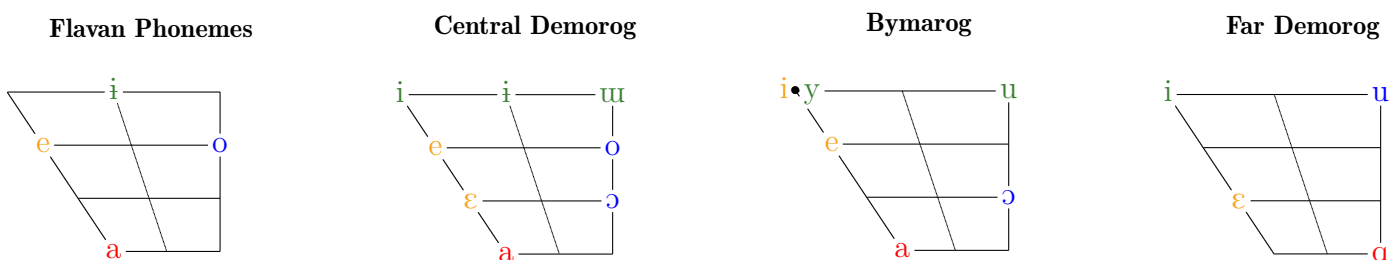 Flavan Phonemes Central Demorog Bymarog Far Demorog
ɨ i ɨ ɯ i • y u i u
e o e o e
ɛ ɔ ɔ ɛ
a a a ɑ